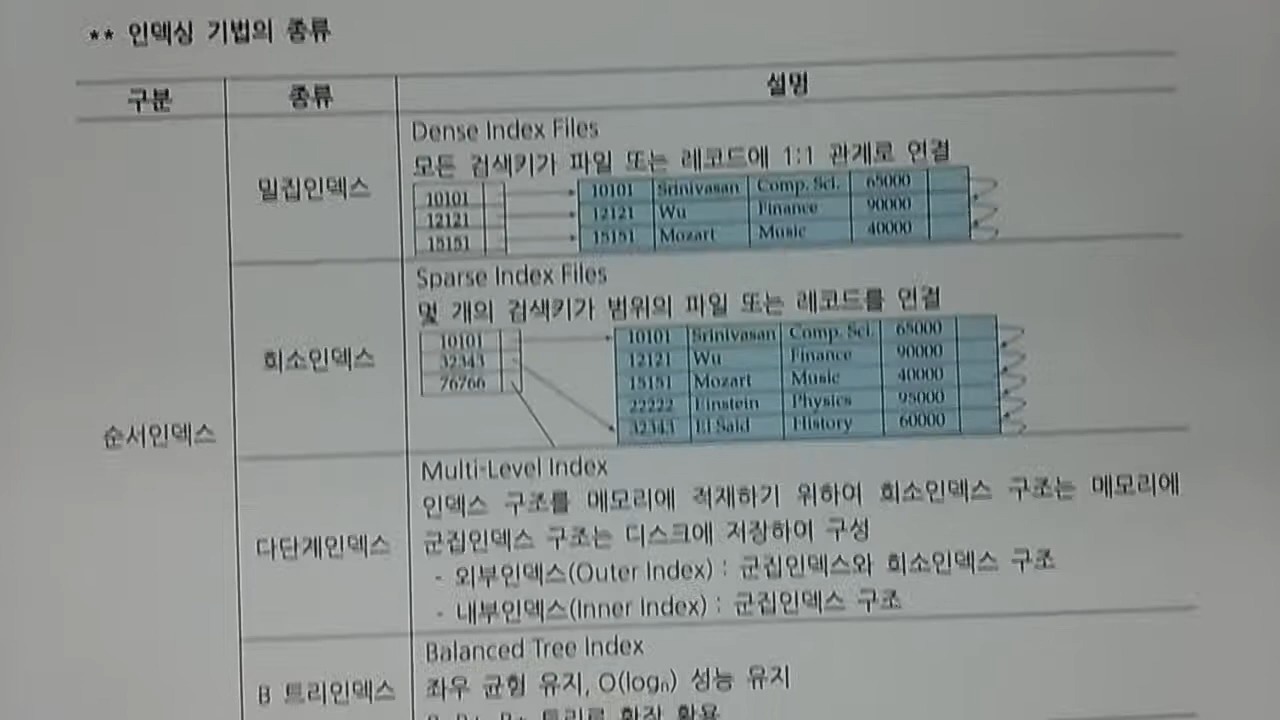 ** 인덱싱 기법의 종류
구분 종류 설명
순서인덱스
밀집인덱스
Dense Index Files
모든 검색키가 파일 또는 레코드에 1:1 관계로 연결
10101 10101 Srinivasan Comp. Sci. 65000
12121 12121 Wu Finance 90000
15151 15151 Mozart Music 40000
희소인덱스
Sparse Index Files
몇 개의 검색키가 범위의 파일 또는 레코드를 연결
10101 10101 Srinivasan Comp. Sci. 65000
32343 12121 Wu Finance 90000
76766 15151 Mozart Music 40000
22222 Einstein Physics 95000
32343 El Said History 60000
다단계인덱스
Multi-Level Index
인덱스 구조를 메모리에 적재하기 위하여 희소인덱스 구조는 메모리에
군집인덱스 구조는 디스크에 저장하여 구성
- 외부인덱스(Outer Index) : 군집인덱스와 희소인덱스 구조
- 내부인덱스(Inner Index) : 군집인덱스 구조
B 트리인덱스
Balanced Tree Index
좌우 균형 유지, O(logn) 성능 유지
트리로 확장 활용